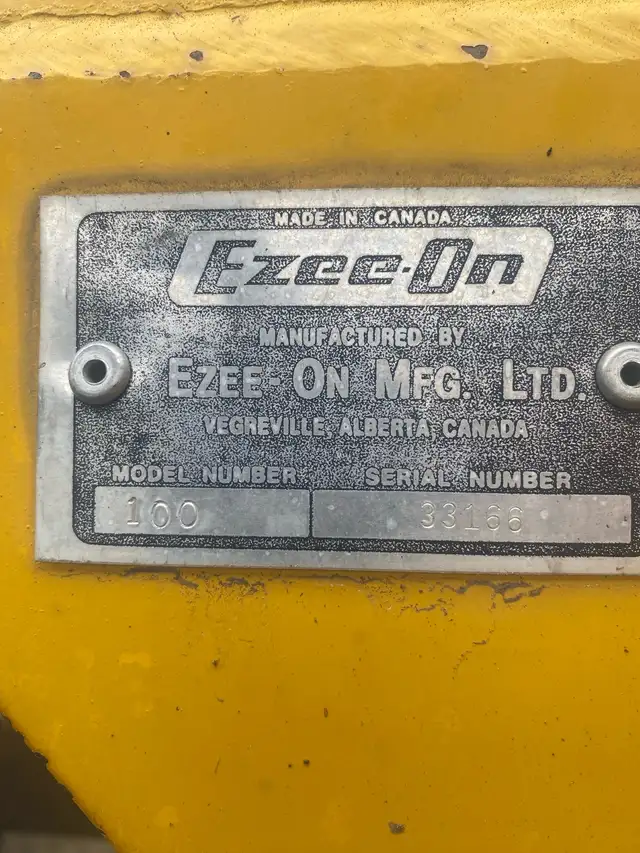 MADE IN CANADA
Ezee-On
MANUFACTURED BY
EZEE-ON MFG. LTD.
VEGREVILLE, ALBERTA, CANADA
MODEL NUMBER SERIAL NUMBER
100 33166